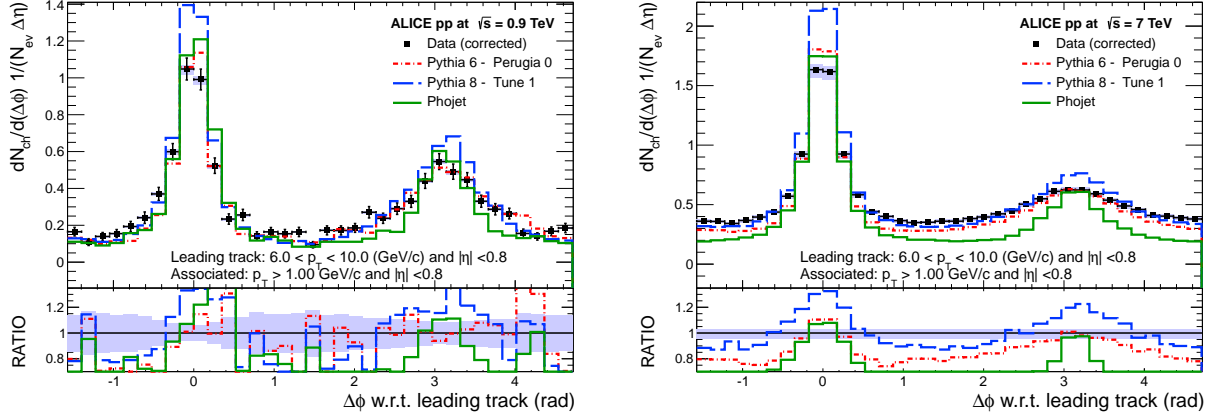 ALICE pp at √s = 0.9 TeV
Data (corrected)
Pythia 6 - Perugia 0
Pythia 8 - Tune 1
Phojet
dN_ch/d(Δϕ) 1/(N_ev Δη)
1.4
1.2
1
0.8
0.6
0.4
0.2
0
Leading track: 6.0 < p_T < 10.0 (GeV/c) and |η| <0.8
Associated: p_T > 1.00 GeV/c and |η| <0.8
RATIO
1.2
1
0.8
-1 0 1 2 3 4
Δϕ w.r.t. leading track (rad)
ALICE pp at √s = 7 TeV
Data (corrected)
Pythia 6 - Perugia 0
Pythia 8 - Tune 1
Phojet
dN_ch/d(Δϕ) 1/(N_ev Δη)
2
1.5
1
0.5
0
Leading track: 6.0 < p_T < 10.0 (GeV/c) and |η| <0.8
Associated: p_T > 1.00 GeV/c and |η| <0.8
RATIO
1.2
1
0.8
-1 0 1 2 3 4
Δϕ w.r.t. leading track (rad)